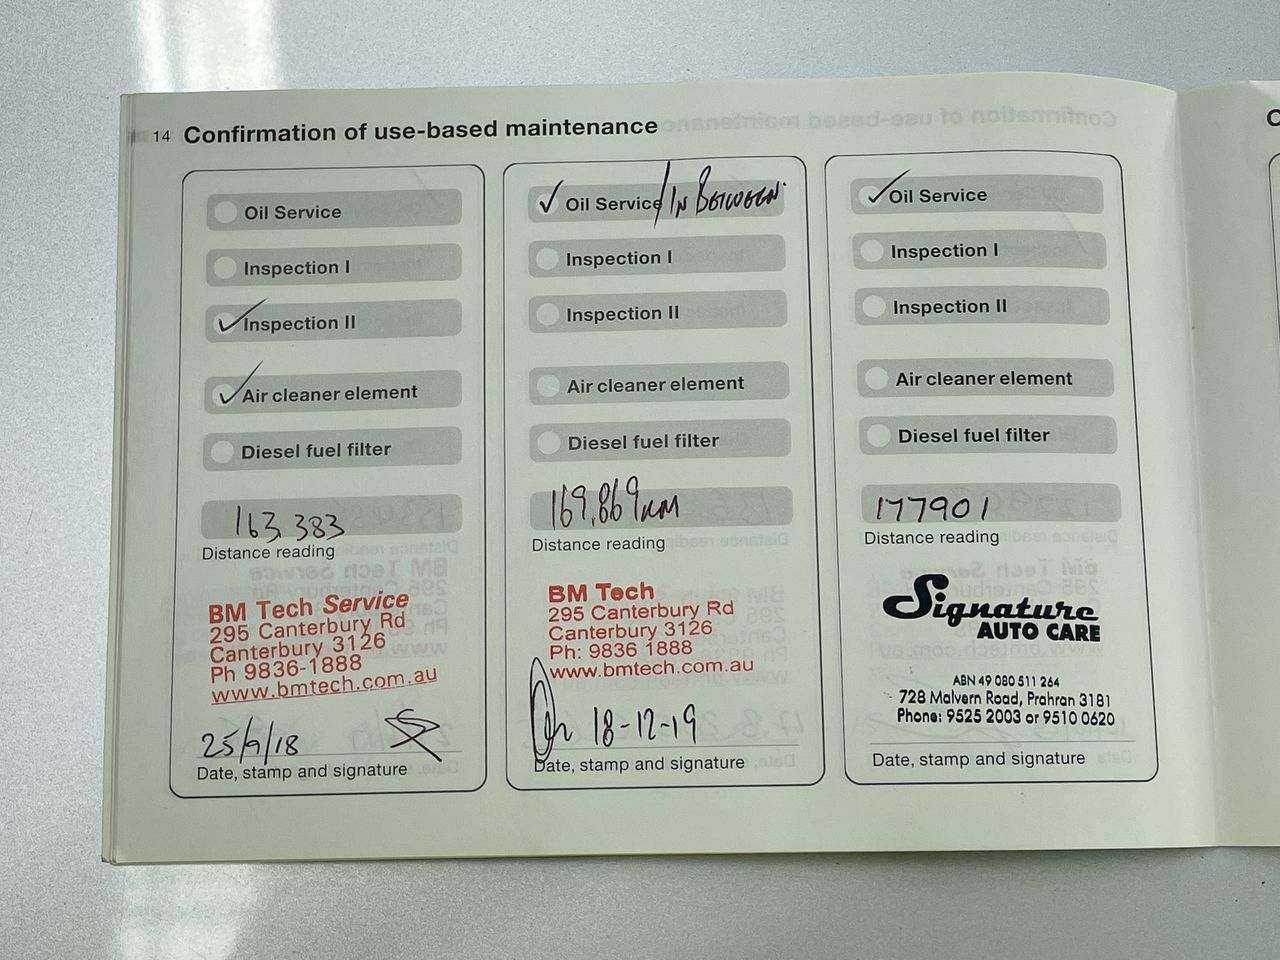 14 Confirmation of use-based maintenance
Oil Service
Inspection I
Inspection II
Air cleaner element
Diesel fuel filter
163,383
Distance reading
BM Tech Service
295 Canterbury Rd
Canterbury 3126
Ph 9836-1888
www.bmtech.com.au
25/9/18
Date, stamp and signature
Oil Service / IN BETWEEN
Inspection I
Inspection II
Air cleaner element
Diesel fuel filter
169,869KM
Distance reading
BM Tech
295 Canterbury Rd
Canterbury 3126
Ph: 9836 1888
www.bmtech.com.au
18-12-19
Date, stamp and signature
Oil Service
Inspection I
Inspection II
Air cleaner element
Diesel fuel filter
177901
Distance reading
Signature
AUTO CARE
ABN 49 080 511 264
728 Malvern Road, Prahran 3181
Phone: 9525 2003 or 9510 0620
Date, stamp and signature